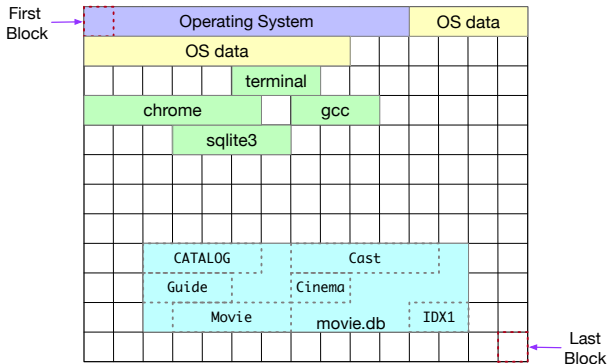 First
Block
Operating System
OS data
OS data
terminal
chrome
gcc
sqlite3
CATALOG
Cast
Guide
Cinema
Movie
movie.db
IDX1
Last
Block